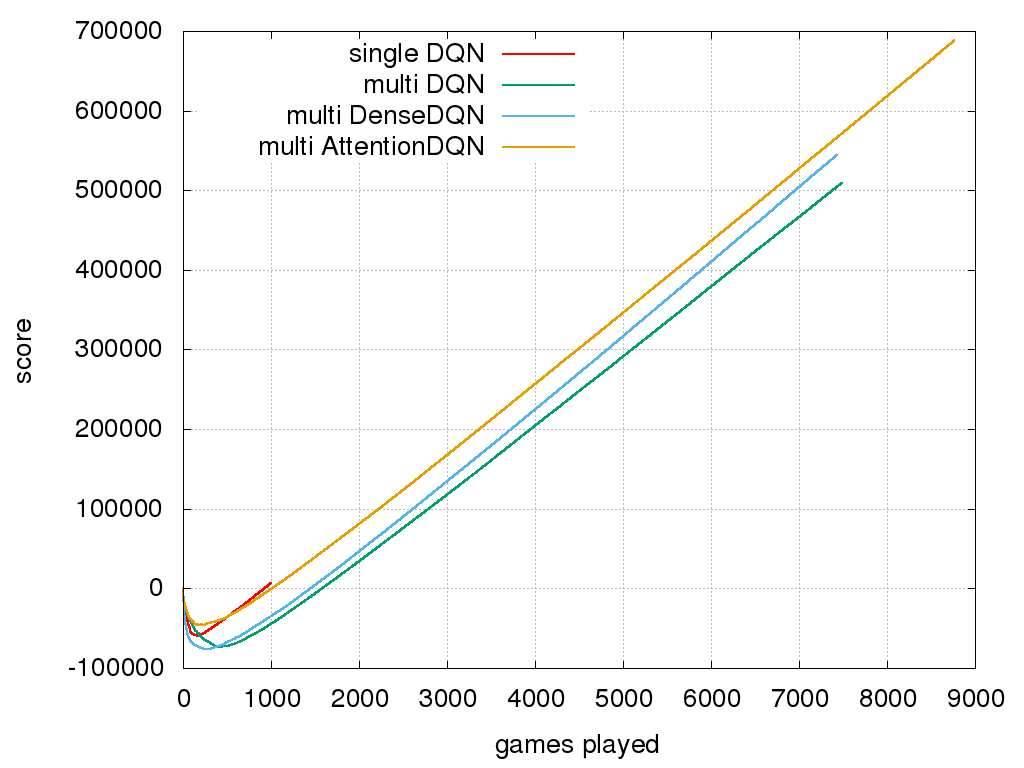 700000
600000
500000
400000
300000
200000
100000
0
-100000
score
single DQN
multi DQN
multi DenseDQN
multi AttentionDQN
0 1000 2000 3000 4000 5000 6000 7000 8000 9000
games played